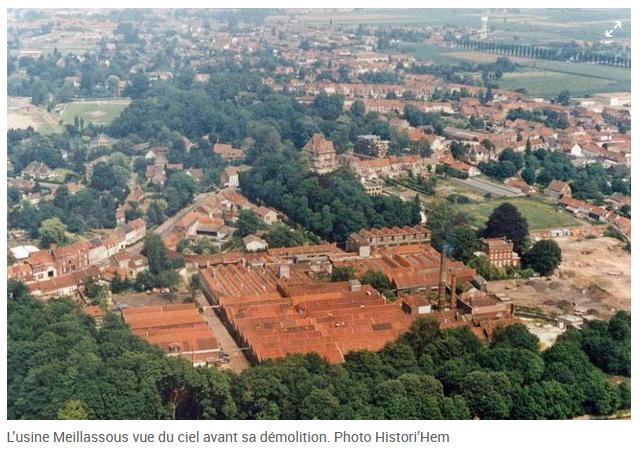 L'usine Meillassous vue du ciel avant sa démolition. Photo Histori'Hem